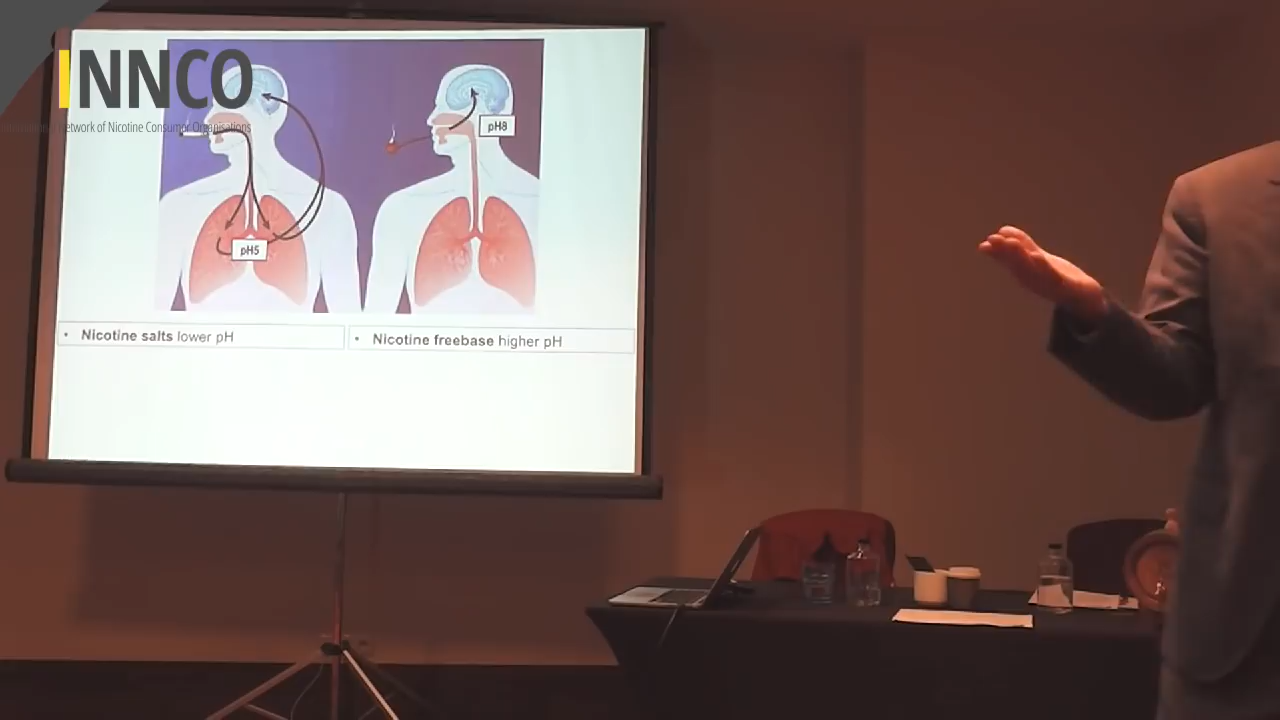 INNCO
network of Nicotine Consumer Organisations
pH8
pH5
• Nicotine salts lower pH
• Nicotine freebase higher pH